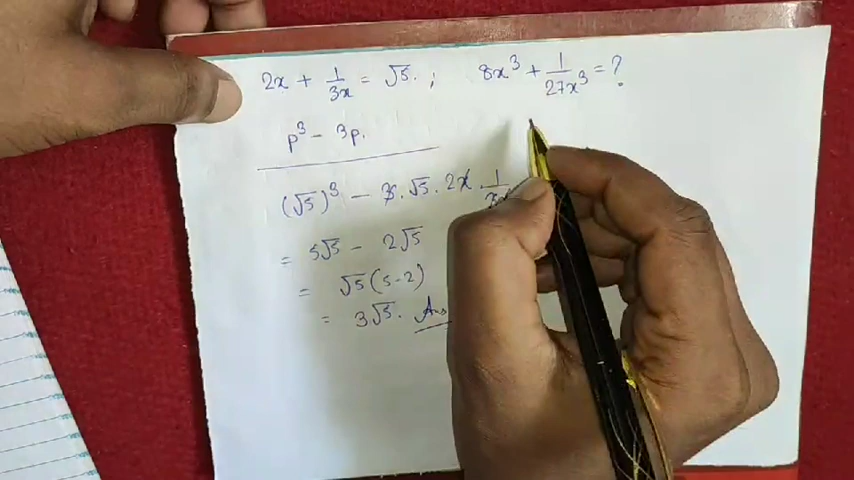 2x + 1/3x = √5. ; 8x³ + 1/27x³ = ?
p³ - 3p.
(√5)³ - 3.√5. 2x. 1/3x
= 5√5 - 2√5
= √5(5-2)
= 3√5. Ans